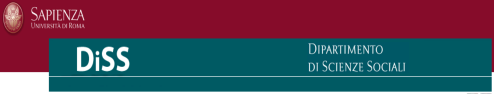 SAPIENZA
UNIVERSITÀ DI ROMA
DiSS
DIPARTIMENTO
DI SCIENZE SOCIALI